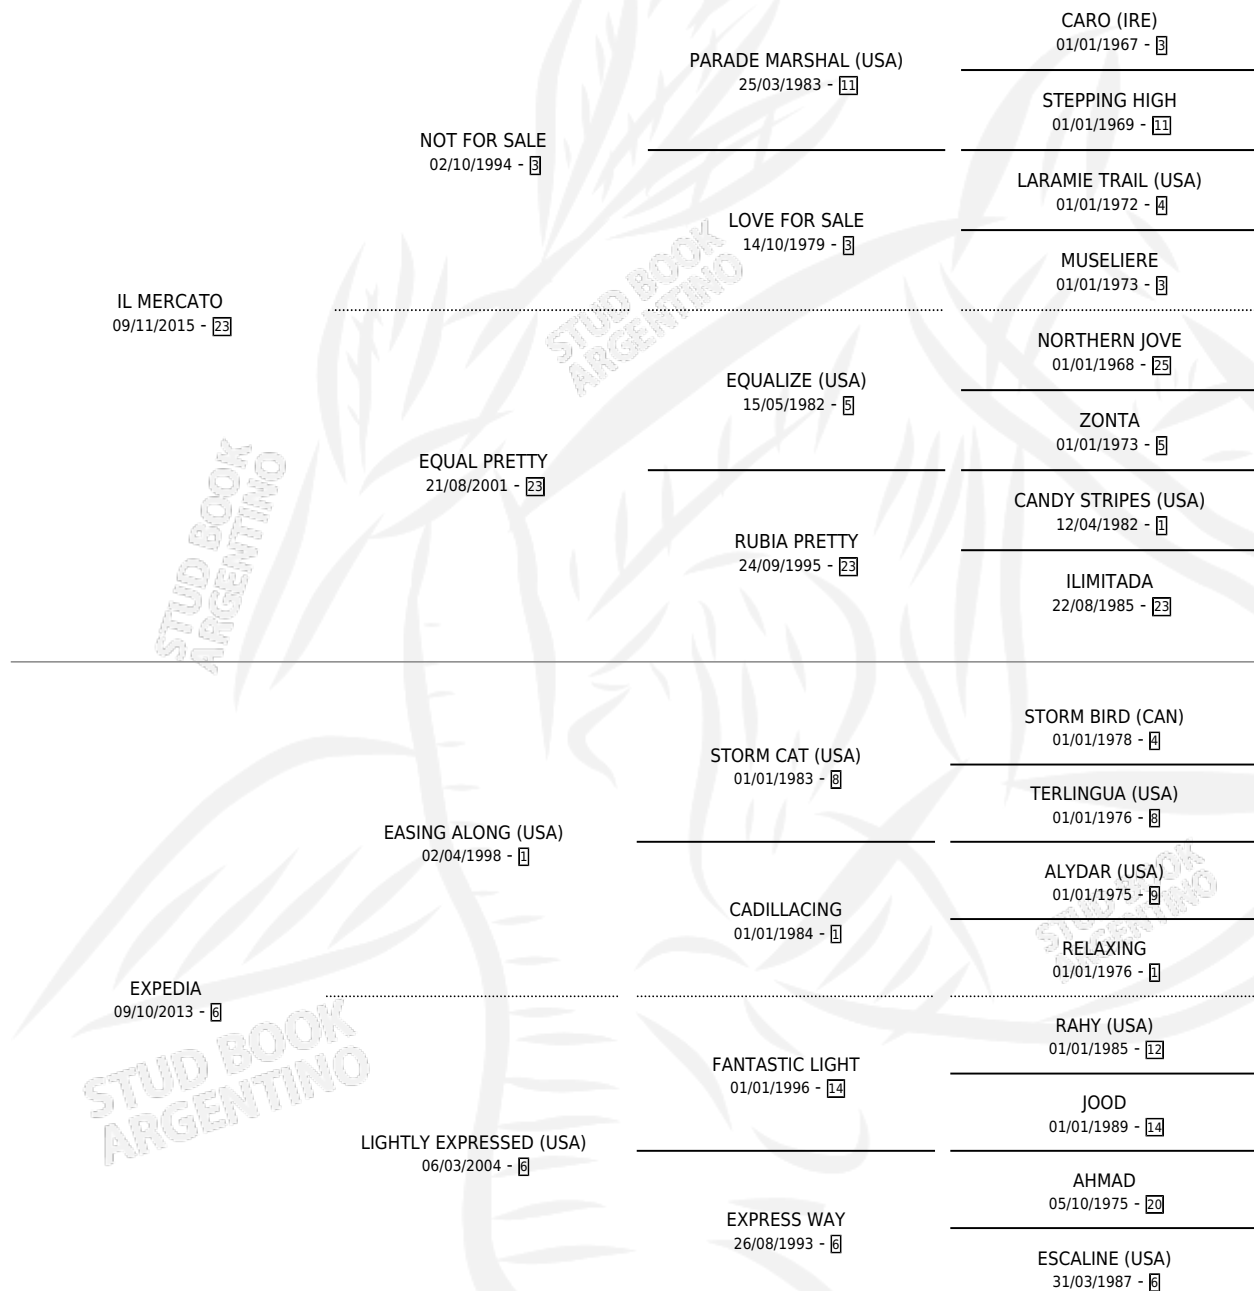 CARO (IRE)
01/01/1967 - 3
PARADE MARSHAL (USA)
25/03/1983 - 11
STEPPING HIGH
01/01/1969 - 11
NOT FOR SALE
02/10/1994 - 3
LARAMIE TRAIL (USA)
01/01/1972 - 4
LOVE FOR SALE
14/10/1979 - 3
MUSELIERE
01/01/1973 - 3
IL MERCATO
09/11/2015 - 23
STUD BOOK
ARGENTINO
NORTHERN JOVE
01/01/1968 - 25
EQUALIZE (USA)
15/05/1982 - 5
ZONTA
01/01/1973 - 5
EQUAL PRETTY
21/08/2001 - 23
CANDY STRIPES (USA)
12/04/1982 - 1
RUBIA PRETTY
24/09/1995 - 23
ILIMITADA
22/08/1985 - 23
STUD BOOK
ARGENTINO
STORM BIRD (CAN)
01/01/1978 - 4
STORM CAT (USA)
01/01/1983 - 8
TERLINGUA (USA)
01/01/1976 - 8
EASING ALONG (USA)
02/04/1998 - 1
ALYDAR (USA)
01/01/1975 - 9
CADILLACING
01/01/1984 - 1
STUD BOOK
ARGENTINO
RELAXING
01/01/1976 - 1
EXPEDIA
09/10/2013 - 6
RAHY (USA)
01/01/1985 - 12
FANTASTIC LIGHT
01/01/1996 - 14
JOOD
01/01/1989 - 14
STUD BOOK
ARGENTINO
LIGHTLY EXPRESSED (USA)
06/03/2004 - 6
AHMAD
05/10/1975 - 20
EXPRESS WAY
26/08/1993 - 6
ESCALINE (USA)
31/03/1987 - 6